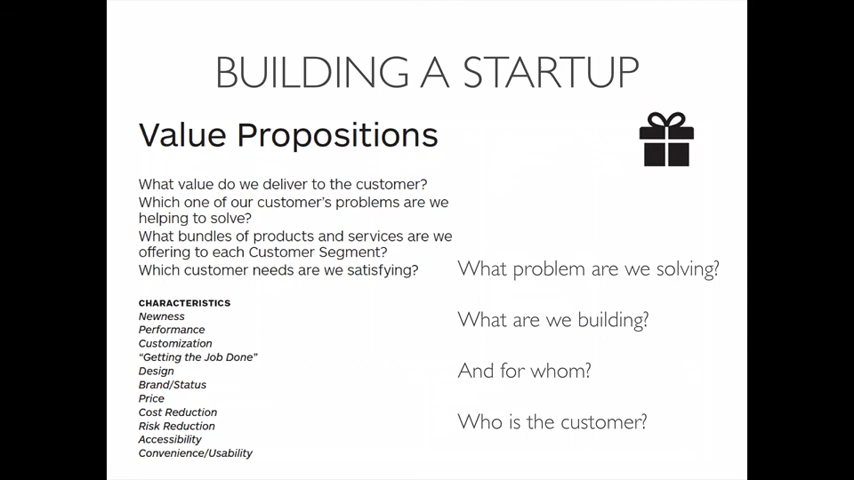 BUILDING A STARTUP
Value Propositions
What value do we deliver to the customer?
Which one of our customer's problems are we
helping to solve?
What bundles of products and services are we
offering to each Customer Segment?
Which customer needs are we satisfying?
CHARACTERISTICS
Newness
Performance
Customization
"Getting the Job Done"
Design
Brand/Status
Price
Cost Reduction
Risk Reduction
Accessibility
Convenience/Usability
What problem are we solving?
What are we building?
And for whom?
Who is the customer?